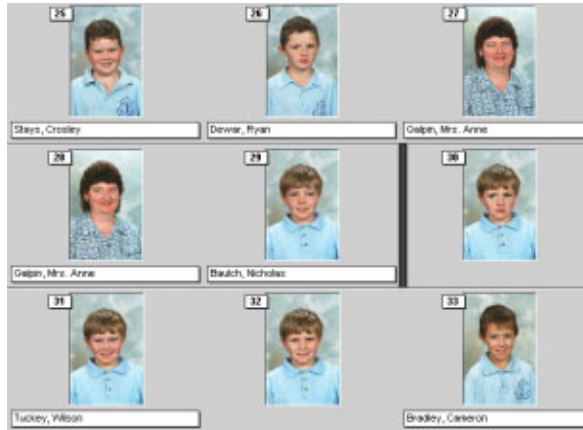 25
26
27
Stays, Crosley
Dewar, Ryan
Galpin, Mrs. Anne
28
29
30
Galpin, Mrs. Anne
Baulch, Nicholas
31
32
33
Tuckey, Wilson
Bradley, Cameron